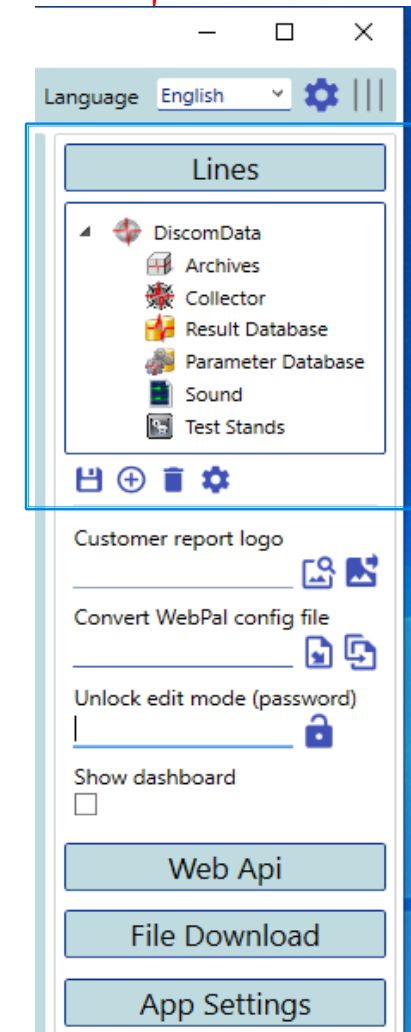 Language English
Lines
DiscomData
Archives
Collector
Result Database
Parameter Database
Sound
Test Stands
Customer report logo
Convert WebPal config file
Unlock edit mode (password)
Show dashboard
Web Api
File Download
App Settings